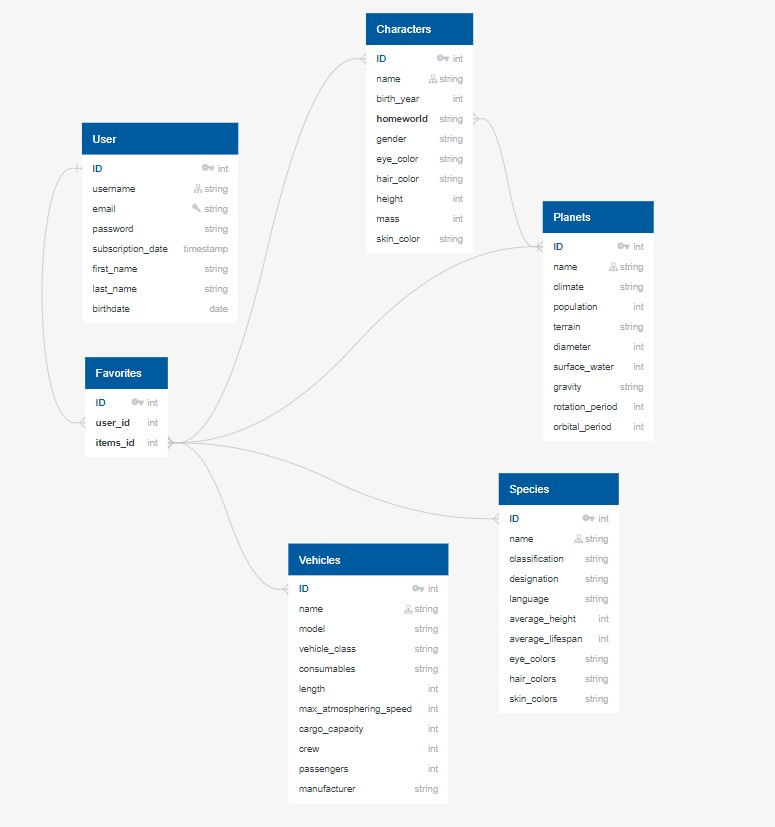 Characters
ID int
name string
birth_year int
homeworld string
gender string
eye_color string
hair_color string
height int
mass int
skin_color string
User
ID int
username string
email string
password string
subscription_date timestamp
first_name string
last_name string
birthdate date
Planets
ID int
name string
climate string
population int
terrain string
diameter int
surface_water int
gravity string
rotation_period int
orbital_period int
Favorites
ID int
user_id int
items_id int
Species
ID int
name string
classification string
designation string
language string
average_height int
average_lifespan int
eye_colors string
hair_colors string
skin_colors string
Vehicles
ID int
name string
model string
vehicle_class string
consumables string
length int
max_atmosphering_speed int
cargo_capacity int
crew int
passengers int
manufacturer string